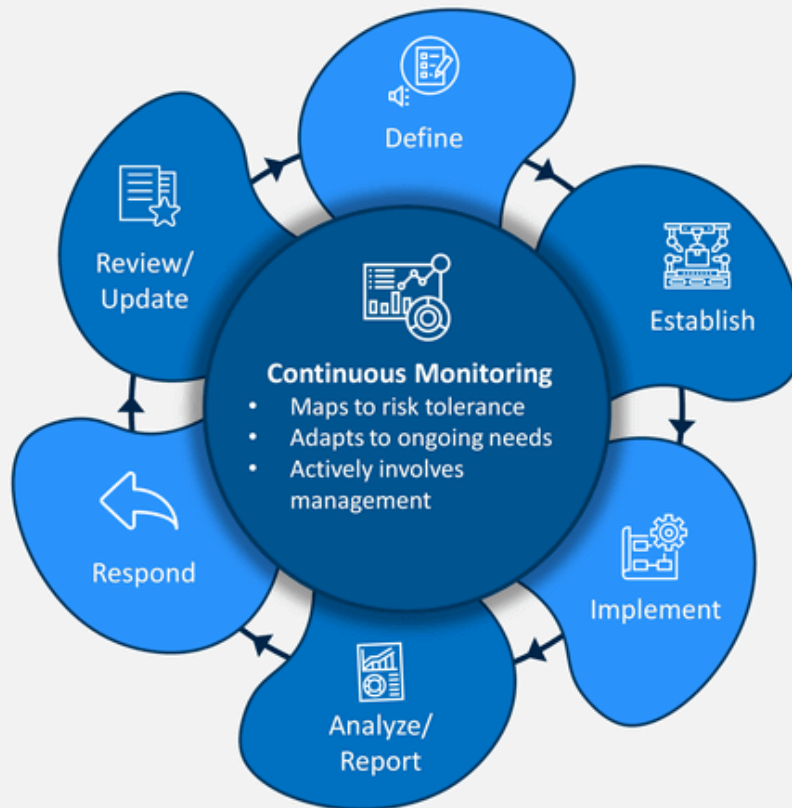 Define
Establish
Implement
Analyze/
Report
Respond
Review/
Update
Continuous Monitoring
• Maps to risk tolerance
• Adapts to ongoing needs
• Actively involves
management